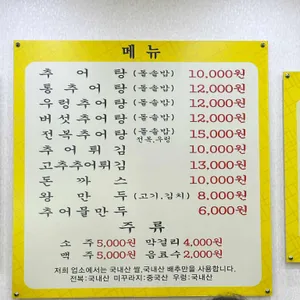 메뉴
추어탕 (돌솥밥) 10,000원
통추어탕 (돌솥밥) 12,000원
우렁추어탕 (돌솥밥) 12,000원
버섯추어탕 (돌솥밥) 12,000원
전복추어탕 (돌솥밥) 15,000원
전복,우렁
추어튀김 10,000원
고추추어튀김 13,000원
돈까스 10,000원
왕만두 (고기,김치) 8,000원
추어물만두 6,000원
주류
소주 5,000원 막걸리 4,000원
맥주 5,000원 음료수 2,000원
저희 업소에서는 국내산 쌀,국내산 배추만을 사용합니다.
전복:국내산 미꾸라지:중국산 우렁:국내산